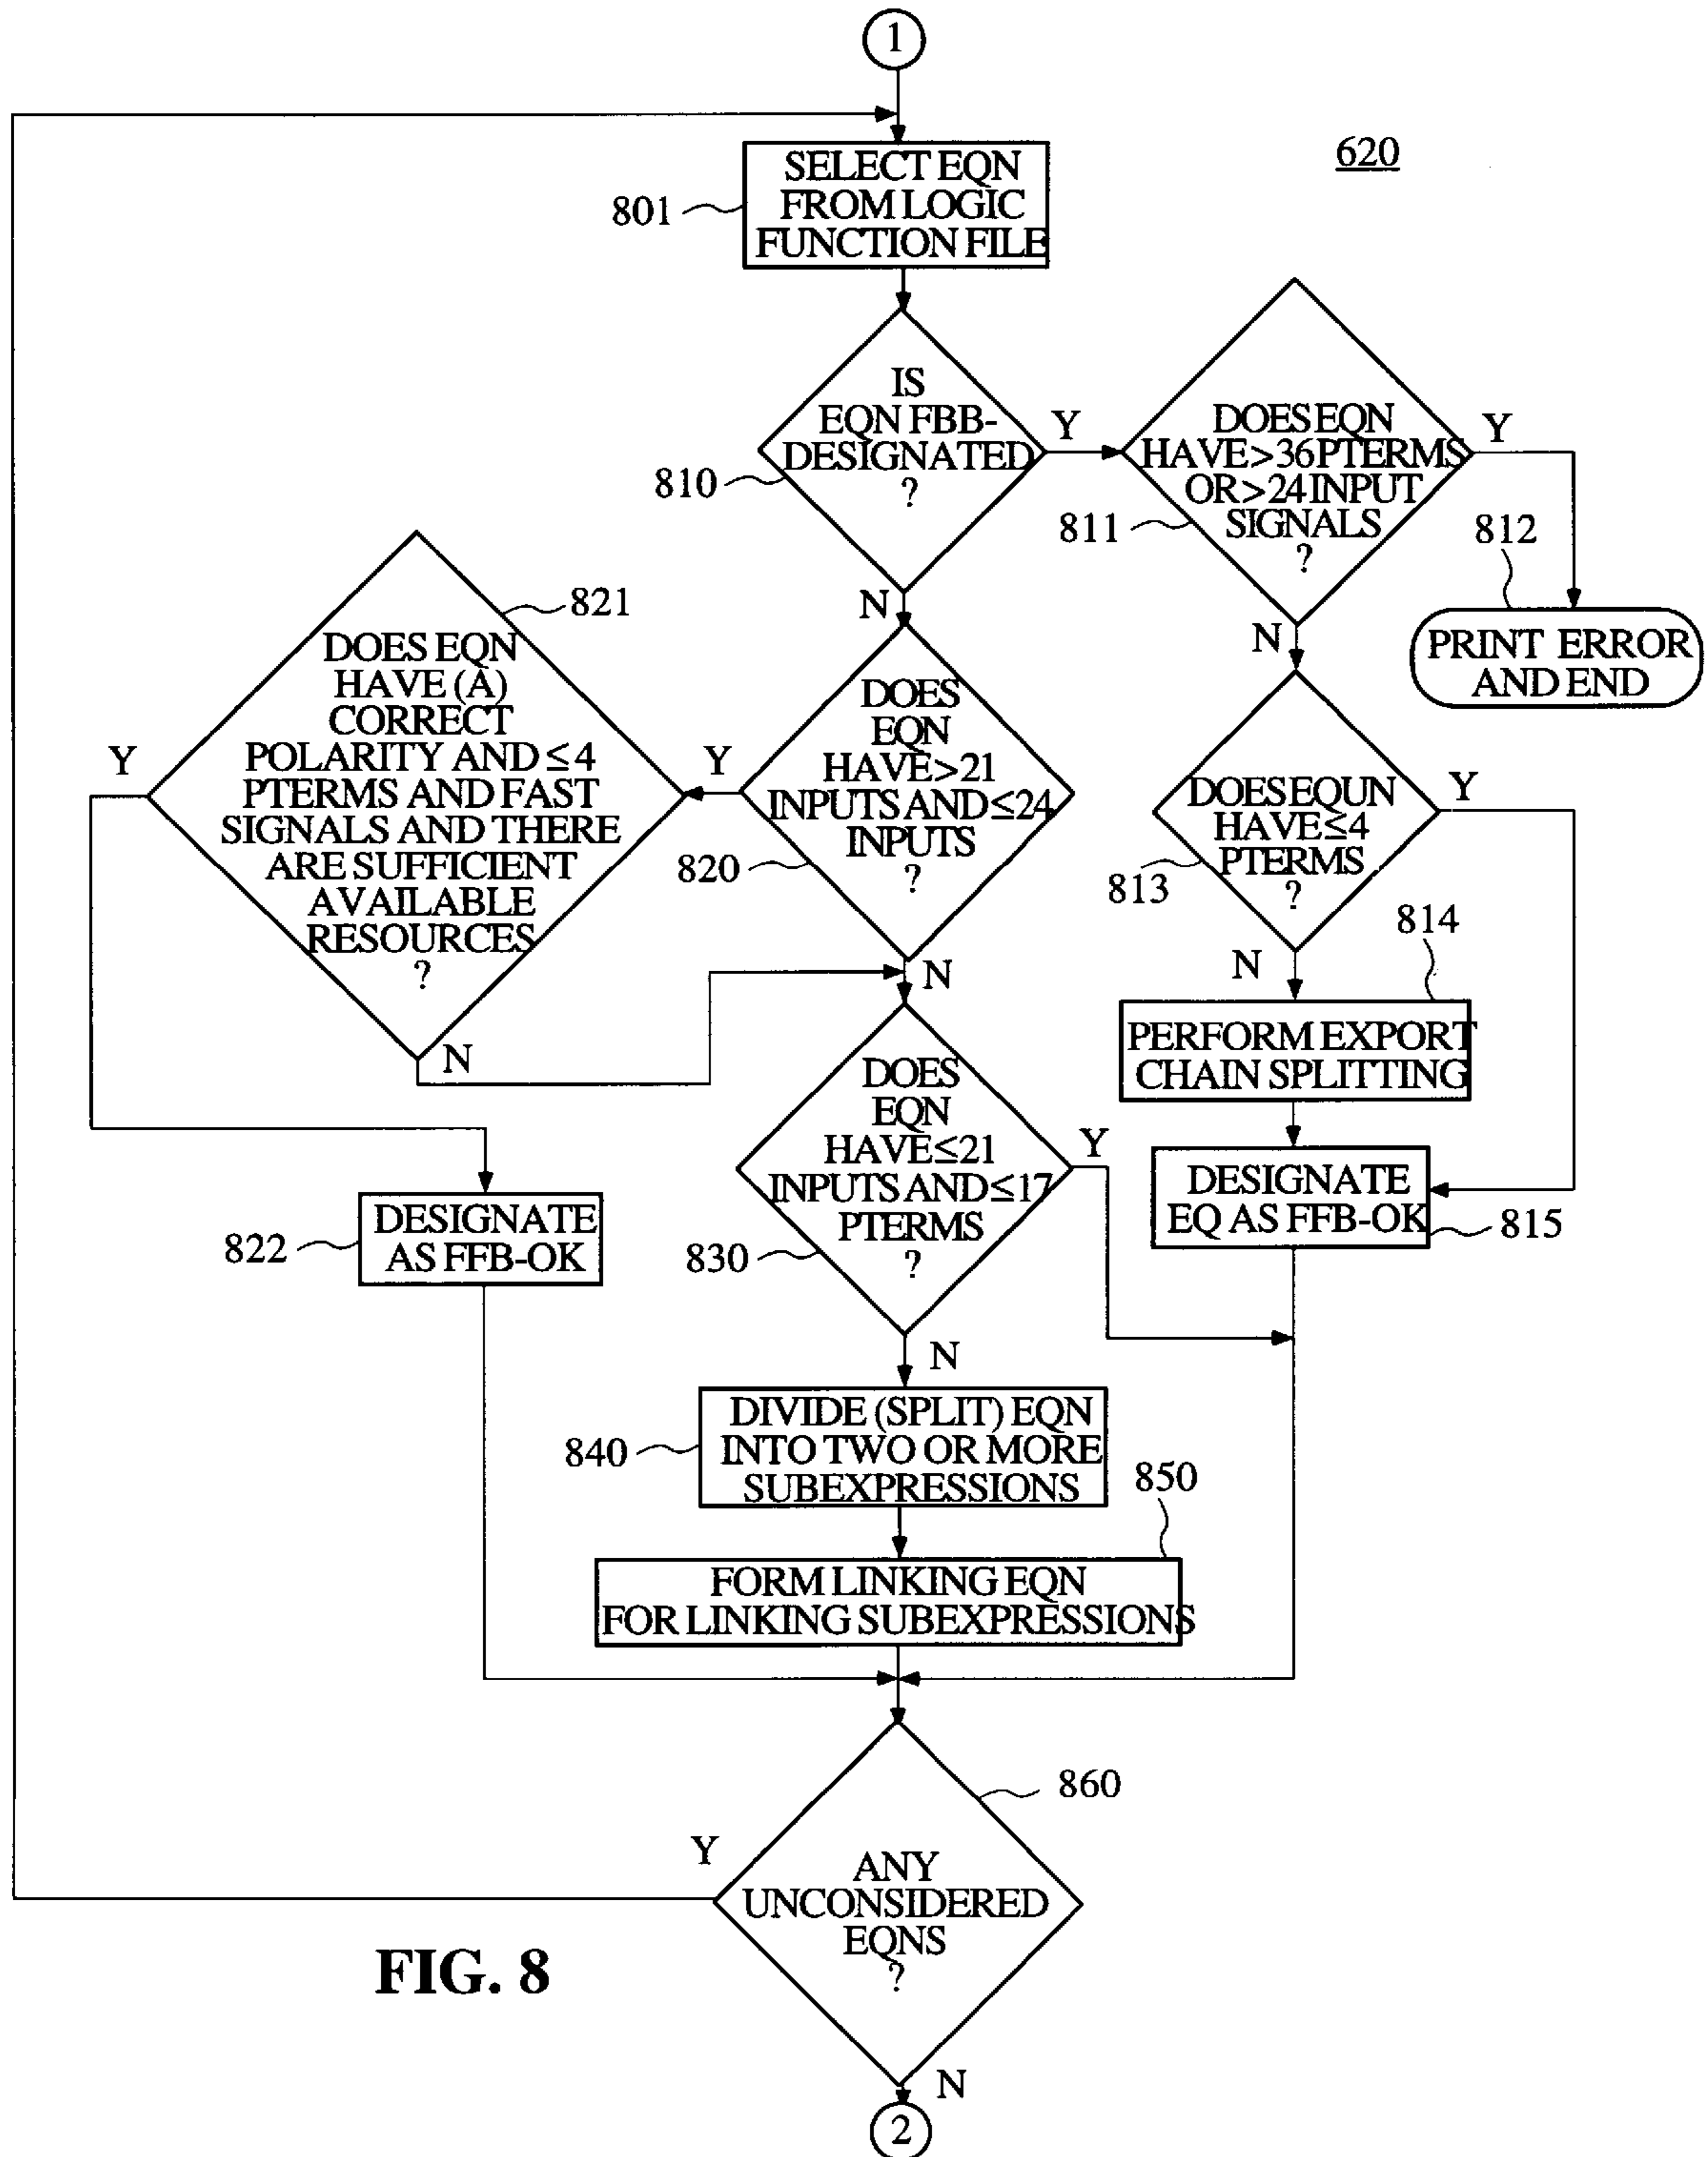 1
620
SELECT EQN
FROM LOGIC
FUNCTION FILE
801
IS
EQN FBB-
DESIGNATED
?
810
Y
N
DOES EQN
HAVE>36 PTERMS
OR>24 INPUT
SIGNALS
?
811
Y
N
812
PRINT ERROR
AND END
821
DOES EQN
HAVE (A)
CORRECT
POLARITY AND ≤4
PTERMS AND FAST
SIGNALS AND THERE
ARE SUFFICIENT
AVAILABLE
RESOURCES
?
Y
N
DOES
EQN
HAVE>21
INPUTS AND ≤24
INPUTS
?
820
Y
N
DOES EQUN
HAVE ≤4
PTERMS
?
813
Y
N
814
PERFORM EXPORT
CHAIN SPLITTING
DESIGNATE
EQ AS FFB-OK
815
DOES
EQN
HAVE ≤21
INPUTS AND ≤17
PTERMS
?
830
Y
N
DESIGNATE
AS FFB-OK
822
DIVIDE (SPLIT) EQN
INTO TWO OR MORE
SUBEXPRESSIONS
840
850
FORM LINKING EQN
FOR LINKING SUBEXPRESSIONS
860
ANY
UNCONSIDERED
EQNS
?
Y
N
FIG. 8
2